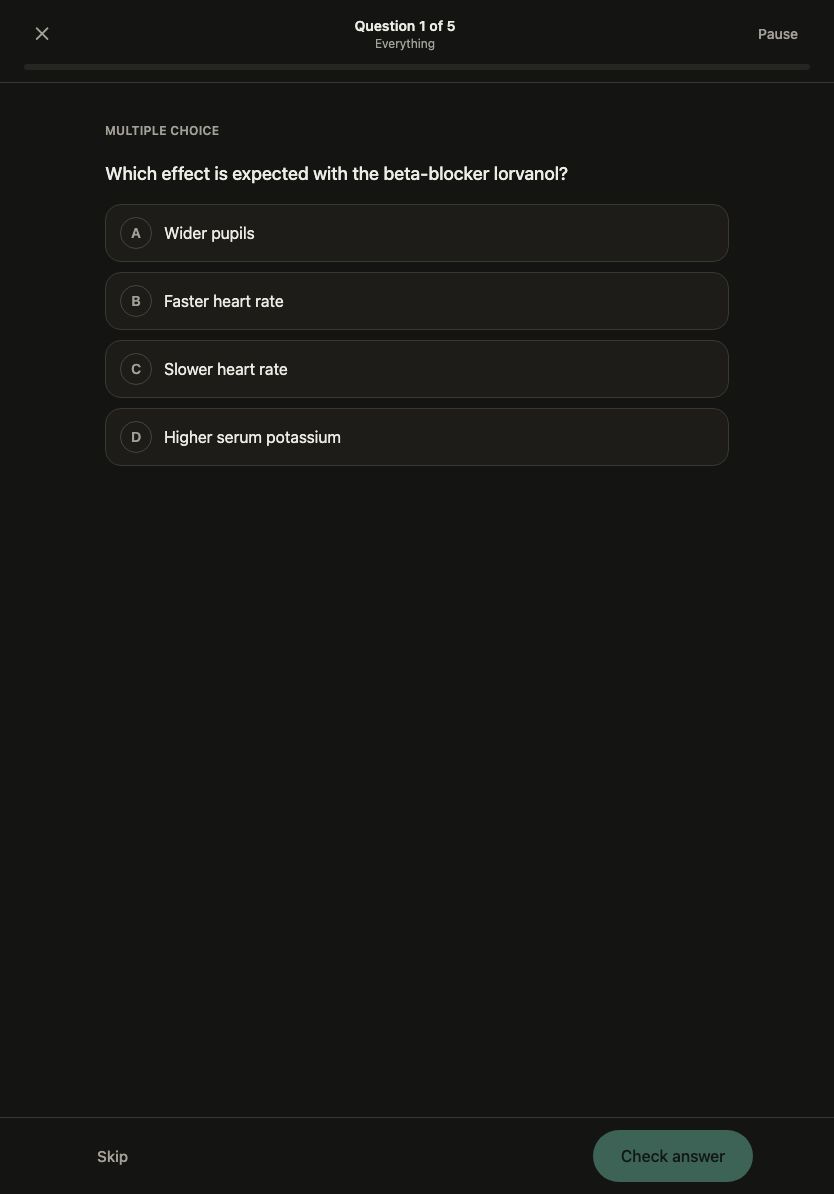 Question 1 of 5
Everything
Pause
MULTIPLE CHOICE
Which effect is expected with the beta-blocker lorvanol?
A Wider pupils
B Faster heart rate
C Slower heart rate
D Higher serum potassium
Skip
Check answer